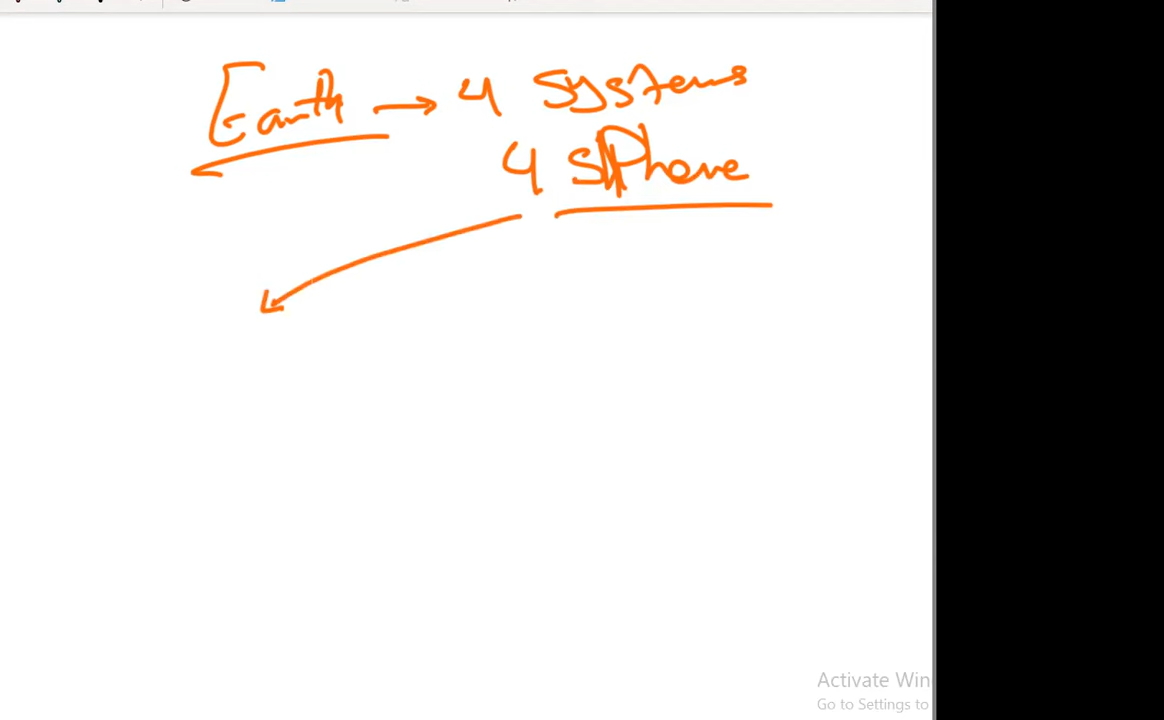 Earth → 4 Systems
4 Sphere
Activate Win
Go to Settings to